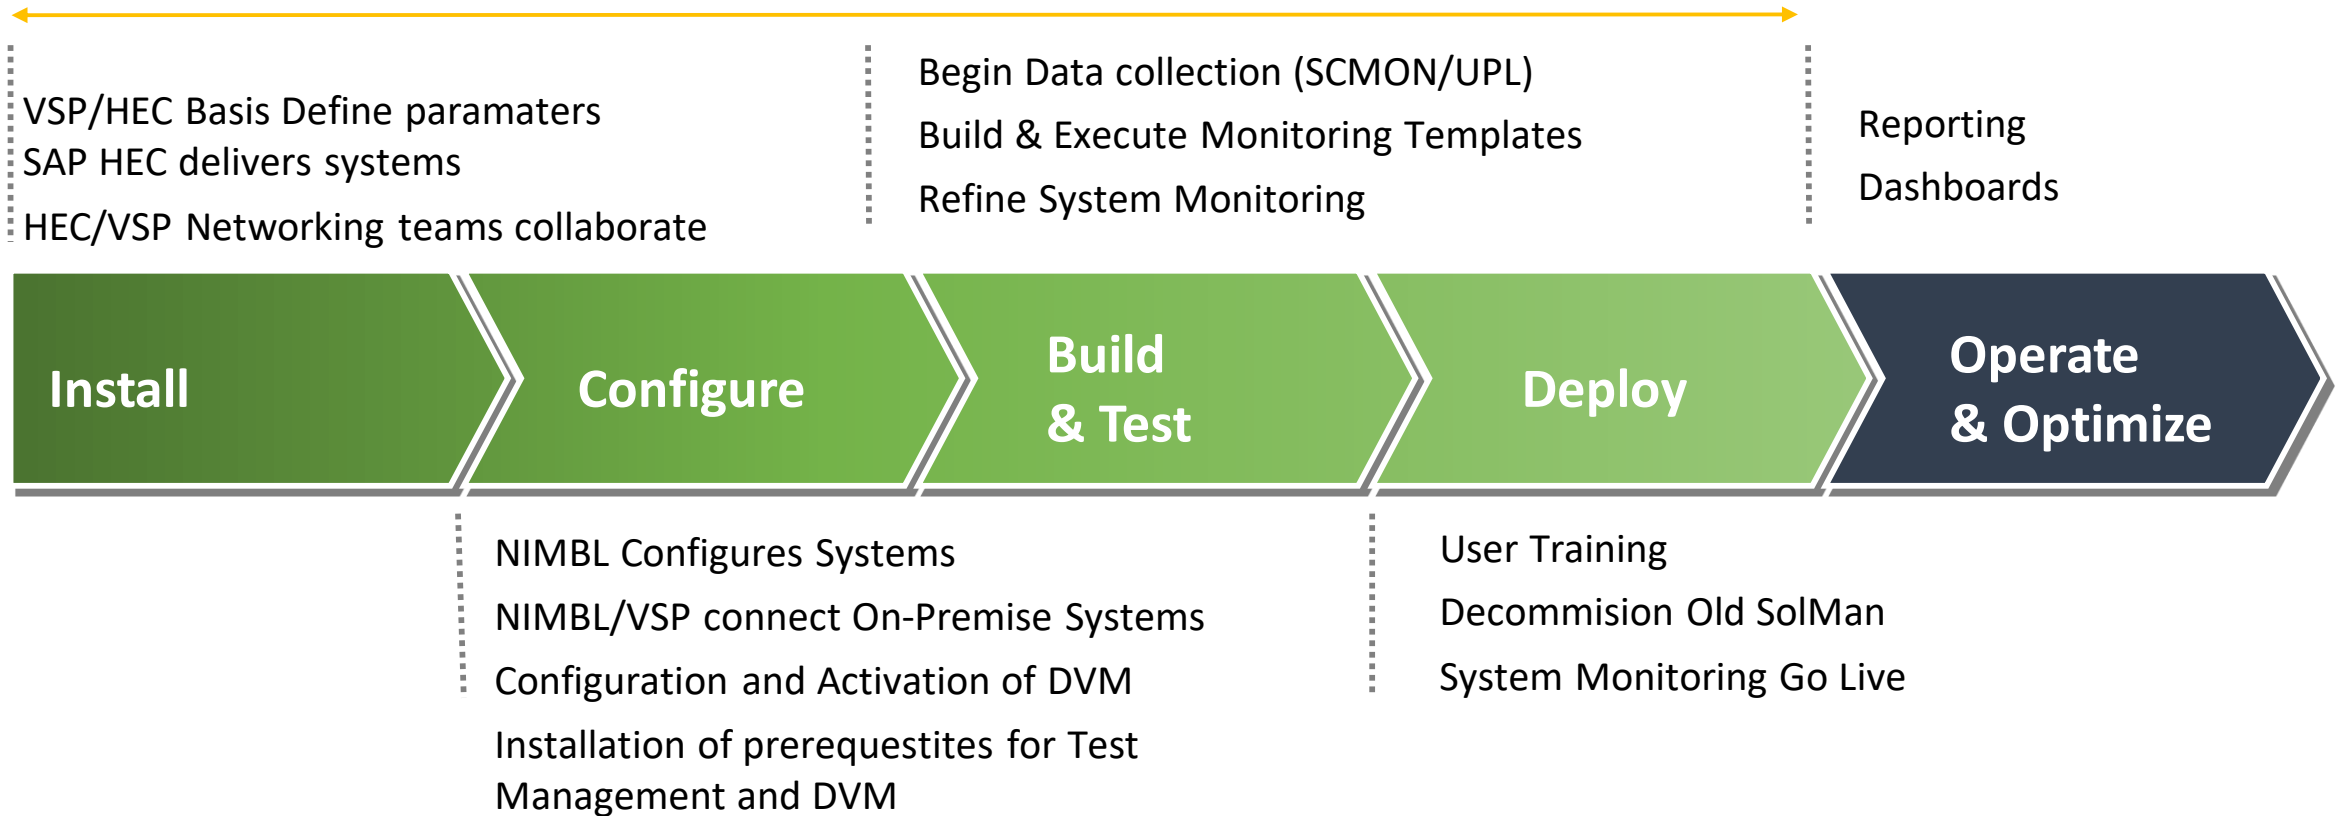 VSP/HEC Basis Define paramaters
SAP HEC delivers systems
HEC/VSP Networking teams collaborate
Begin Data collection (SCMON/UPL)
Build & Execute Monitoring Templates
Refine System Monitoring
Reporting
Dashboards
Install
Configure
Build
& Test
Deploy
Operate
& Optimize
NIMBL Configures Systems
NIMBL/VSP connect On-Premise Systems
Configuration and Activation of DVM
Installation of prerequestites for Test
Management and DVM
User Training
Decommision Old SolMan
System Monitoring Go Live